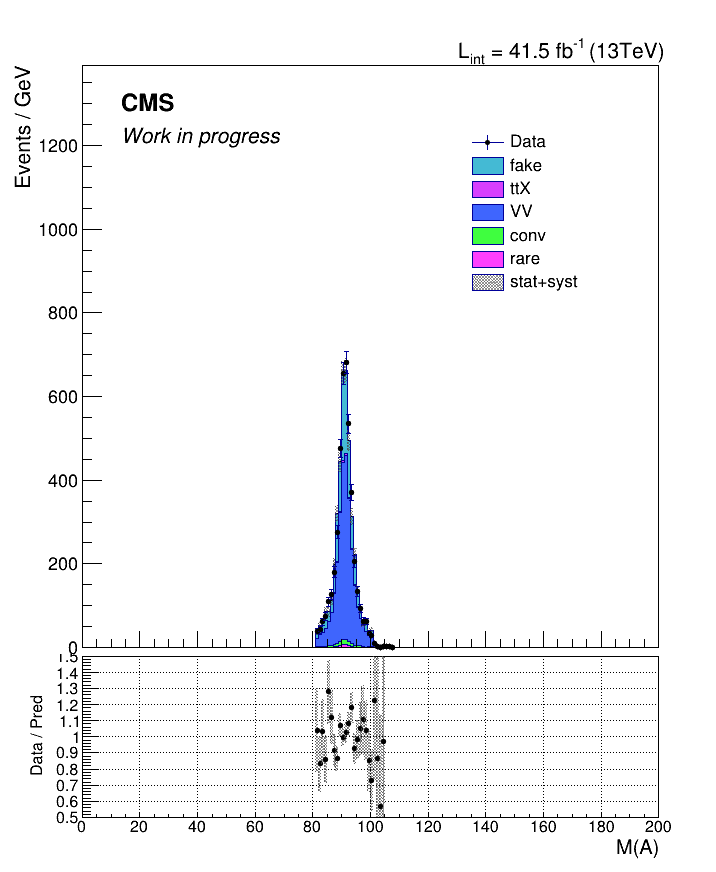 L_int = 41.5 fb^-1 (13TeV)
Events / GeV
CMS
Work in progress
Data
fake
ttX
VV
conv
rare
stat+syst
1200
1000
800
600
400
200
0
Data / Pred
1.5
1.4
1.3
1.2
1.1
1
0.9
0.8
0.7
0.6
0.5
0 20 40 60 80 100 120 140 160 180 200
M(A)